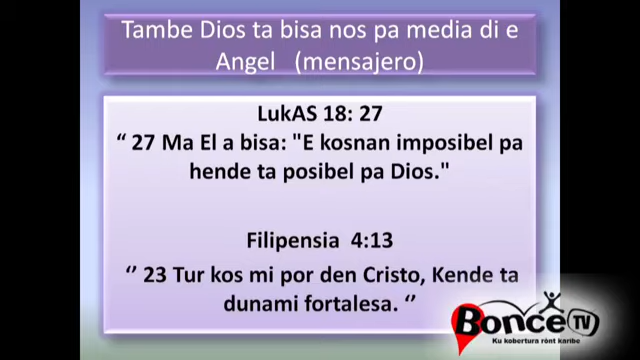 Tambe Dios ta bisa nos pa media di e
Angel (mensajero)
LukAS 18: 27
“ 27 Ma El a bisa: "E kosnan imposibel pa
hende ta posibel pa Dios."
Filipensia 4:13
‘’ 23 Tur kos mi por den Cristo, Kende ta
dunami fortalesa. ‘’
Bonce TV
Ku kobertura rònt karibe